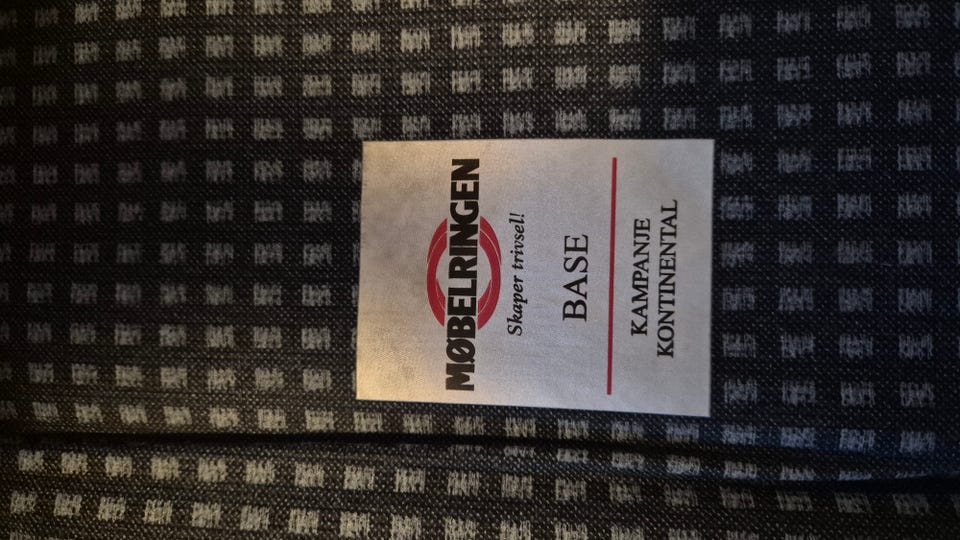 MØBELRINGEN
Skaper trivsel!
BASE
KAMPANJE
KONTINENTAL